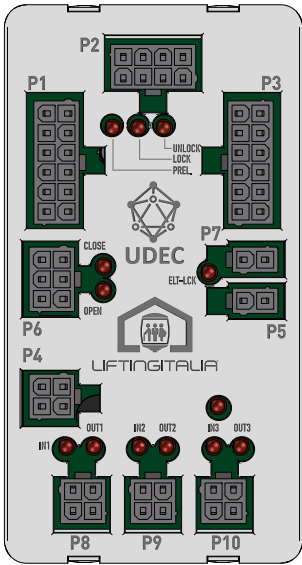 P2
P1
P3
UNLOCK
LOCK
PREL
UDEC
P7
CLOSE
ELT-LCK
OPEN
P6
P5
P4
LIFTINGITALIA
OUT1
IN2
OUT2
IN3
OUT3
IN1
P8
P9
P10